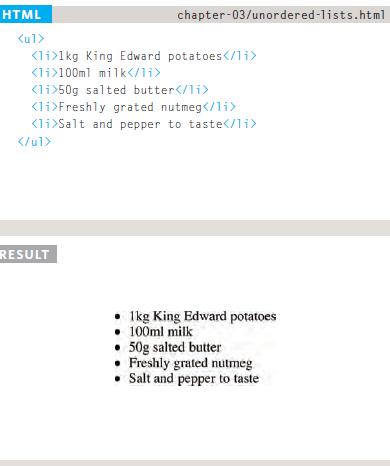 HTML chapter-03/unordered-lists.html
<ul>
<li>1kg King Edward potatoes</li>
<li>100ml milk</li>
<li>50g salted butter</li>
<li>Freshly grated nutmeg</li>
<li>Salt and pepper to taste</li>
</ul>
RESULT
• 1kg King Edward potatoes
• 100ml milk
• 50g salted butter
• Freshly grated nutmeg
• Salt and pepper to taste